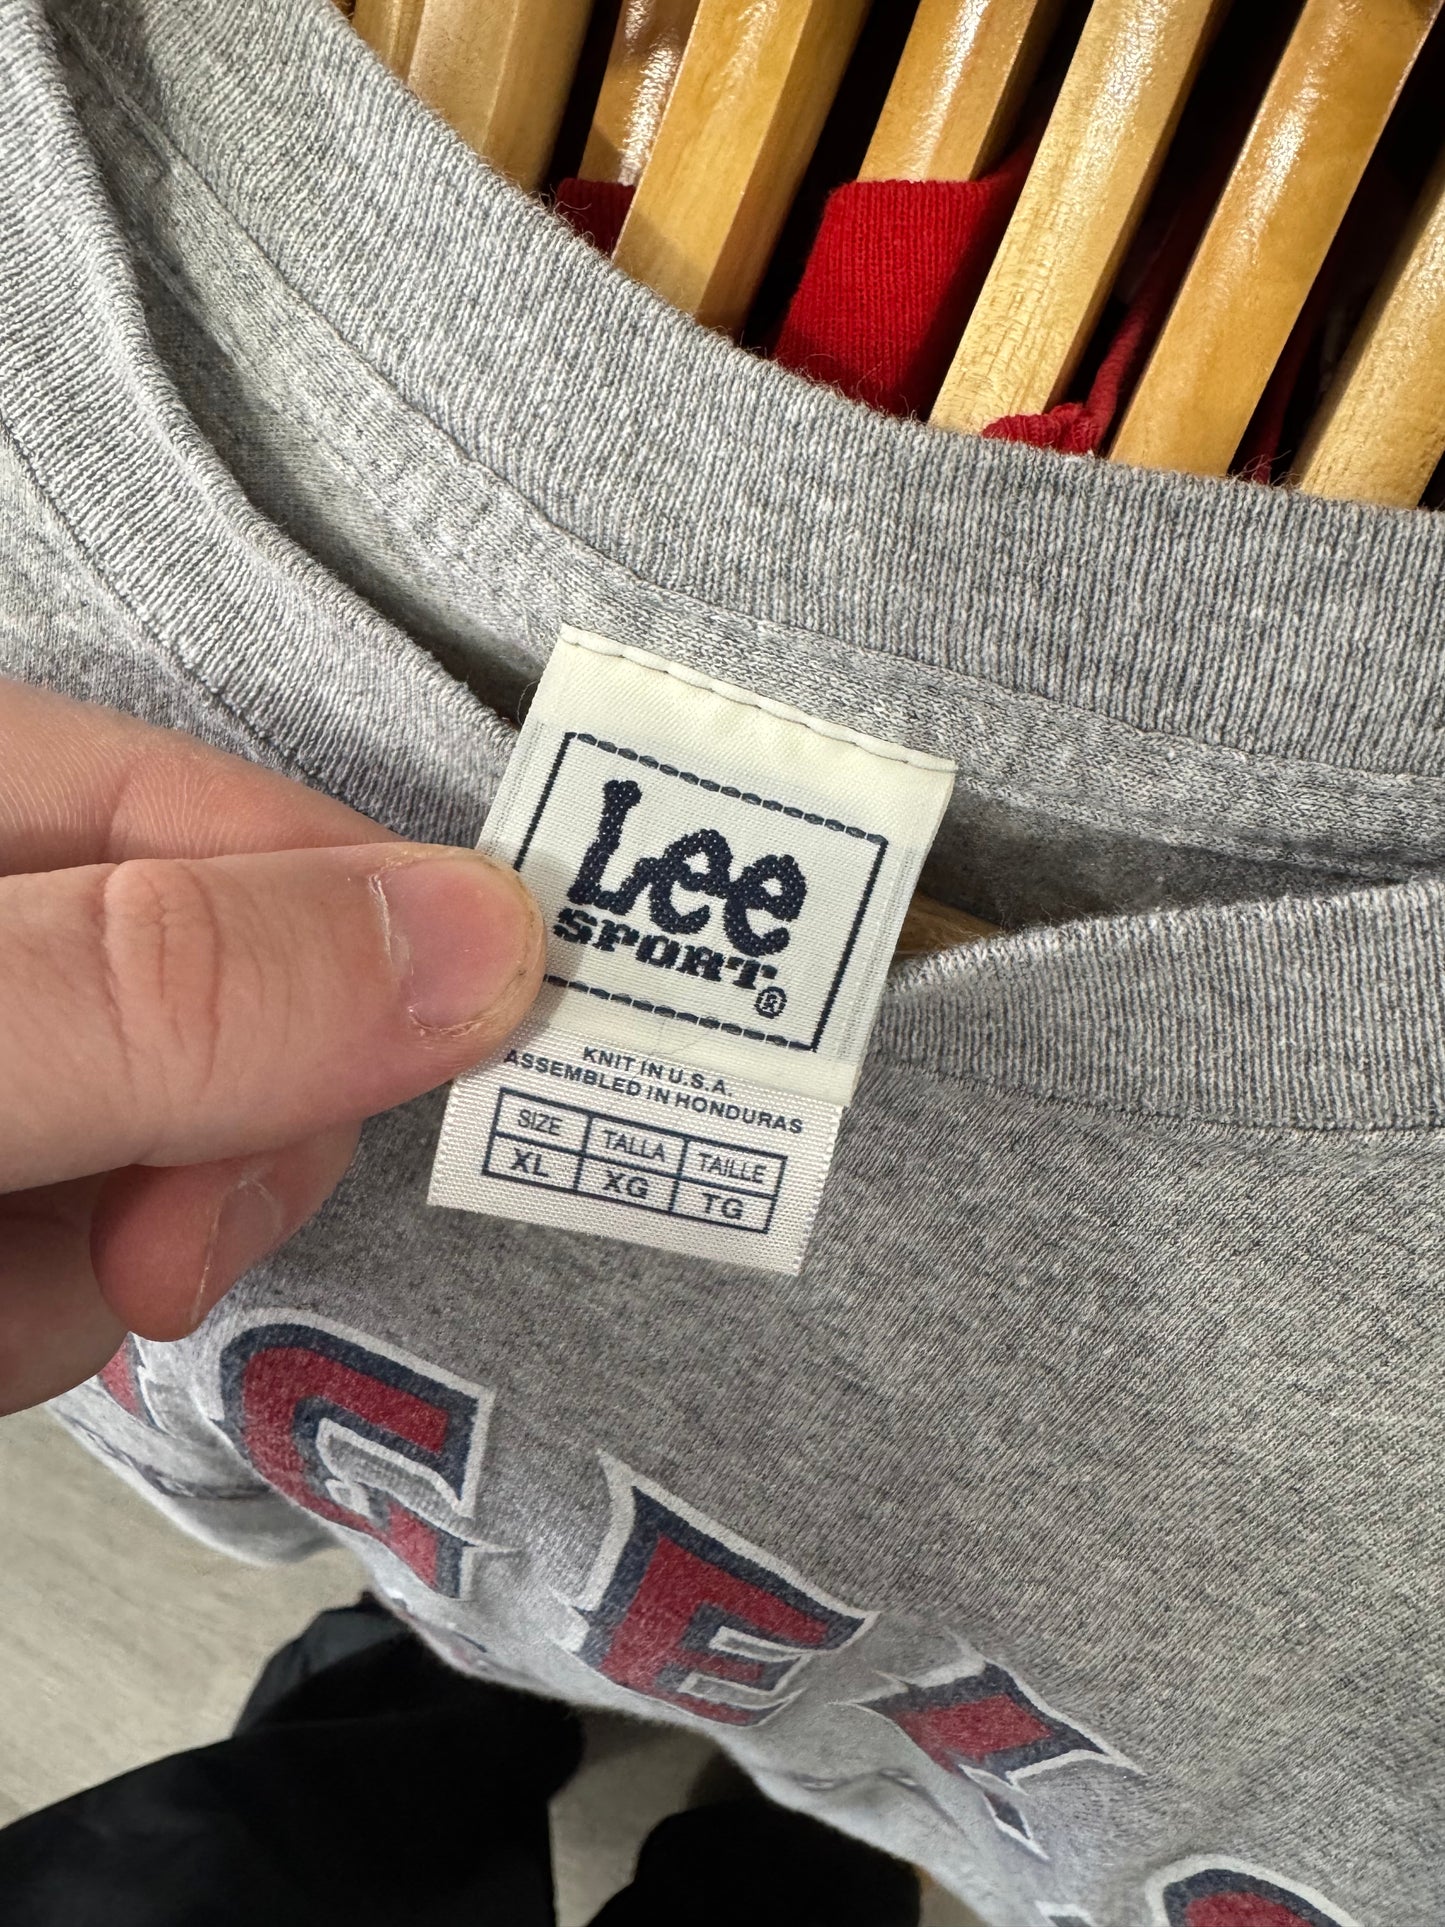 Lee
SPORT®
KNIT IN U.S.A.
ASSEMBLED IN HONDURAS
SIZE TALLA TAILLE
XL XG TG